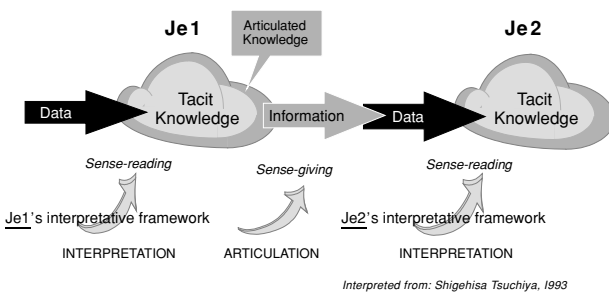 Je1
Articulated
Knowledge
Je2
Data
Tacit
Knowledge
Information
Data
Tacit
Knowledge
Sense-reading
Sense-giving
Sense-reading
Je1's interpretative framework
Je2's interpretative framework
INTERPRETATION
ARTICULATION
INTERPRETATION
Interpreted from: Shigehisa Tsuchiya, I993